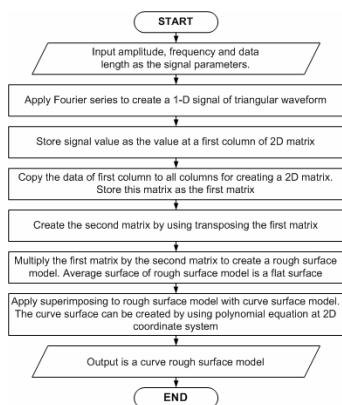 START
Input amplitude, frequency and data
length as the signal parameters.
Apply Fourier series to create a 1-D signal of triangular waveform
Store signal value as the value at a first column of 2D matrix
Copy the data of first column to all columns for creating a 2D matrix.
Store this matrix as the first matrix
Create the second matrix by using transposing the first matrix
Multiply the first matrix by the second matrix to create a rough surface
model. Average surface of rough surface model is a flat surface
Apply superimposing to rough surface model with curve surface model.
The curve surface can be created by using polynomial equation at 2D
coordinate system
Output is a curve rough surface model
END